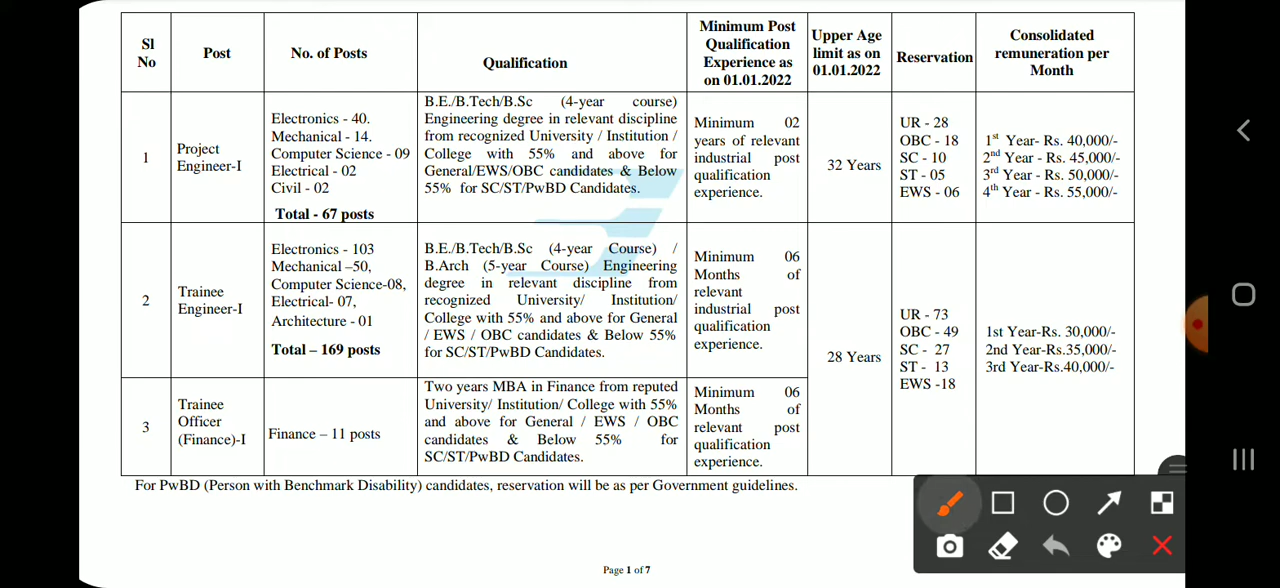 Sl No
Post
No. of Posts
Qualification
Minimum Post
Qualification
Experience as
on 01.01.2022
Upper Age
limit as on
01.01.2022
Reservation
Consolidated
remuneration per
Month
1
Project
Engineer-I
Electronics - 40.
Mechanical - 14.
Computer Science - 09
Electrical - 02
Civil - 02
Total - 67 posts
B.E./B.Tech/B.Sc (4-year course)
Engineering degree in relevant discipline
from recognized University / Institution /
College with 55% and above for
General/EWS/OBC candidates & Below
55% for SC/ST/PwBD Candidates.
Minimum 02
years of relevant
industrial post
qualification
experience.
32 Years
UR - 28
OBC - 18
SC - 10
ST - 05
EWS - 06
1st Year- Rs. 40,000/-
2nd Year - Rs. 45,000/-
3rd Year - Rs. 50,000/-
4th Year - Rs. 55,000/-
2
Trainee
Engineer-I
Electronics - 103
Mechanical –50,
Computer Science-08,
Electrical- 07,
Architecture - 01
Total – 169 posts
B.E./B.Tech/B.Sc (4-year Course) /
B.Arch (5-year Course) Engineering
degree in relevant discipline from
recognized University/ Institution/
College with 55% and above for General
/ EWS / OBC candidates & Below 55%
for SC/ST/PwBD Candidates.
Minimum 06
Months of
relevant
industrial post
qualification
experience.
28 Years
UR - 73
OBC - 49
SC - 27
ST - 13
EWS -18
1st Year-Rs. 30,000/-
2nd Year-Rs.35,000/-
3rd Year-Rs.40,000/-
3
Trainee
Officer
(Finance)-I
Finance – 11 posts
Two years MBA in Finance from reputed
University/ Institution/ College with 55%
and above for General / EWS / OBC
candidates & Below 55% for
SC/ST/PwBD Candidates.
Minimum 06
Months of
relevant post
qualification
experience.
For PwBD (Person with Benchmark Disability) candidates, reservation will be as per Government guidelines.
Page 1 of 7